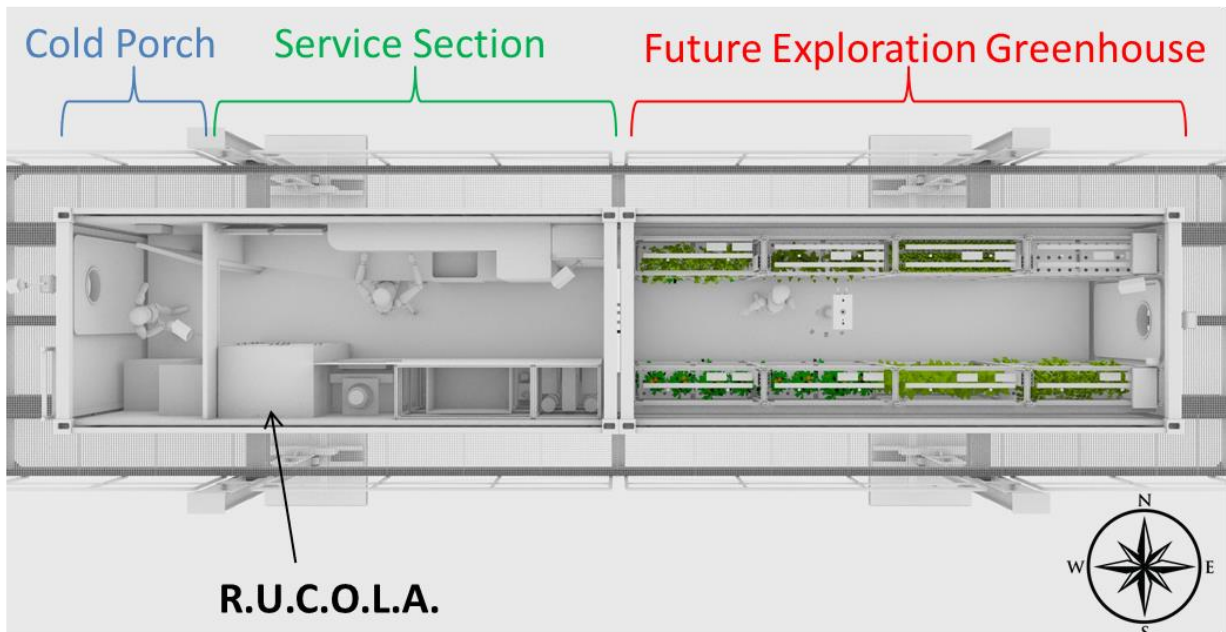 Cold Porch
Service Section
Future Exploration Greenhouse
R.U.C.O.L.A.
N
W E
S